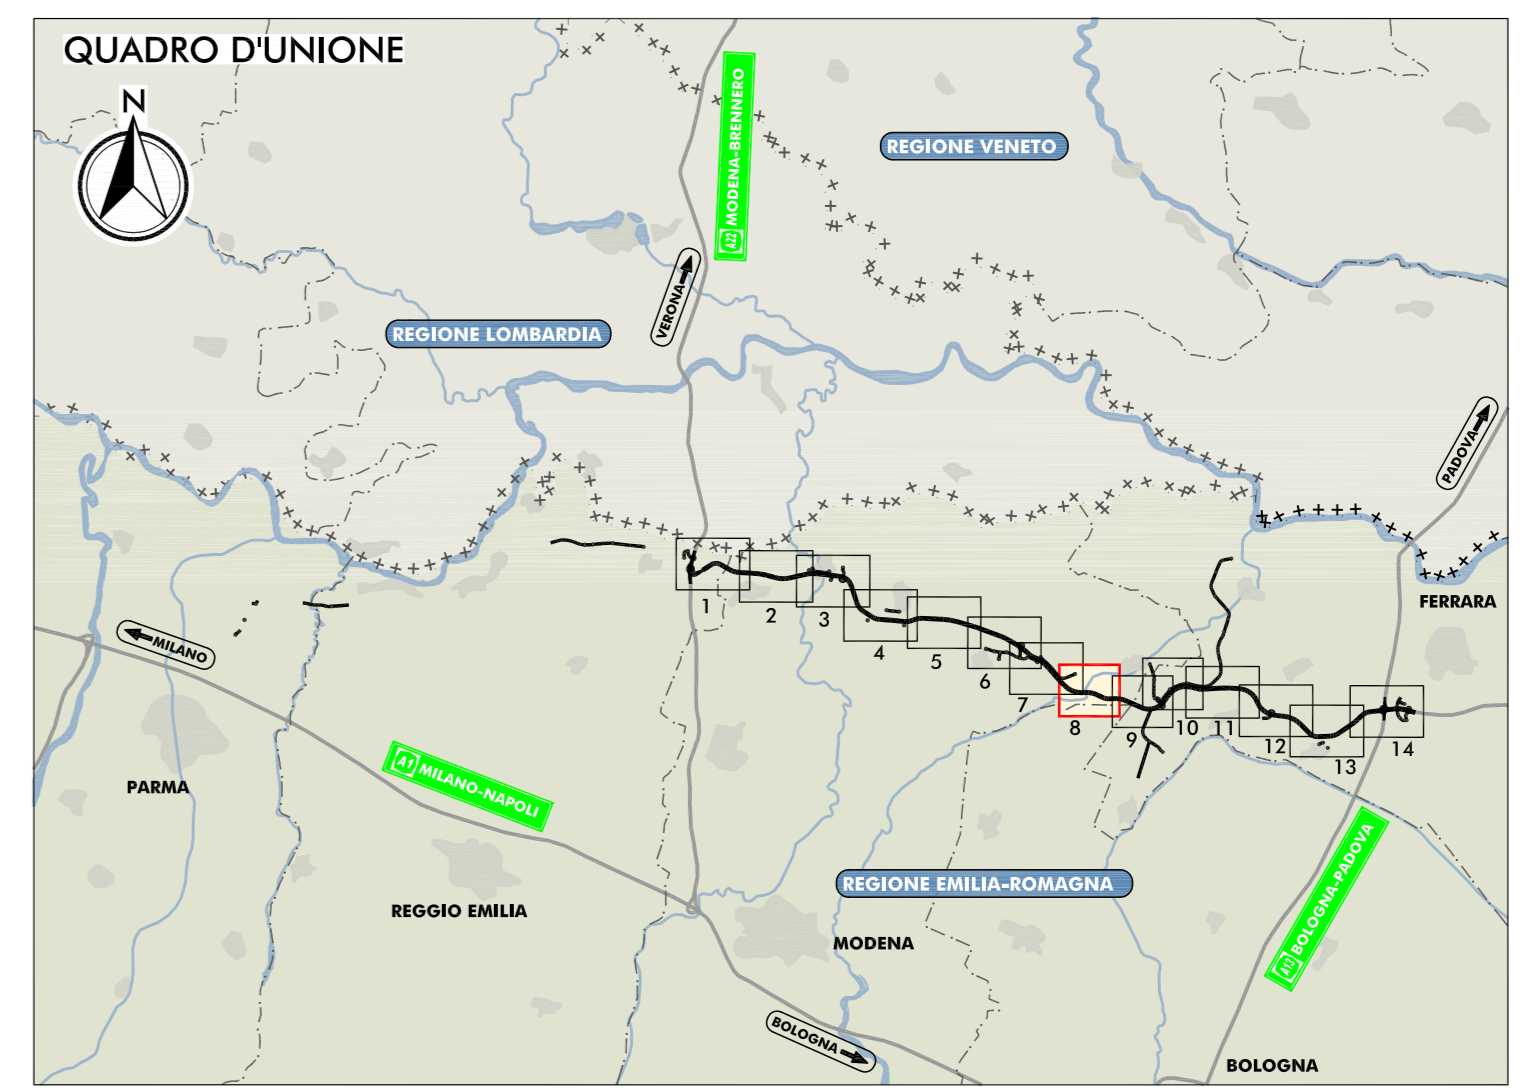 QUADRO D'UNIONE
N
A22 MODENA-BRENNERO
REGIONE VENETO
VERONA
REGIONE LOMBARDIA
PADOVA
FERRARA
MILANO
1
2
3
4
5
6
7
8
9
10
11
12
13
14
PARMA
A1 MILANO-NAPOLI
REGIONE EMILIA-ROMAGNA
A13 BOLOGNA-PADOVA
REGGIO EMILIA
MODENA
BOLOGNA
BOLOGNA